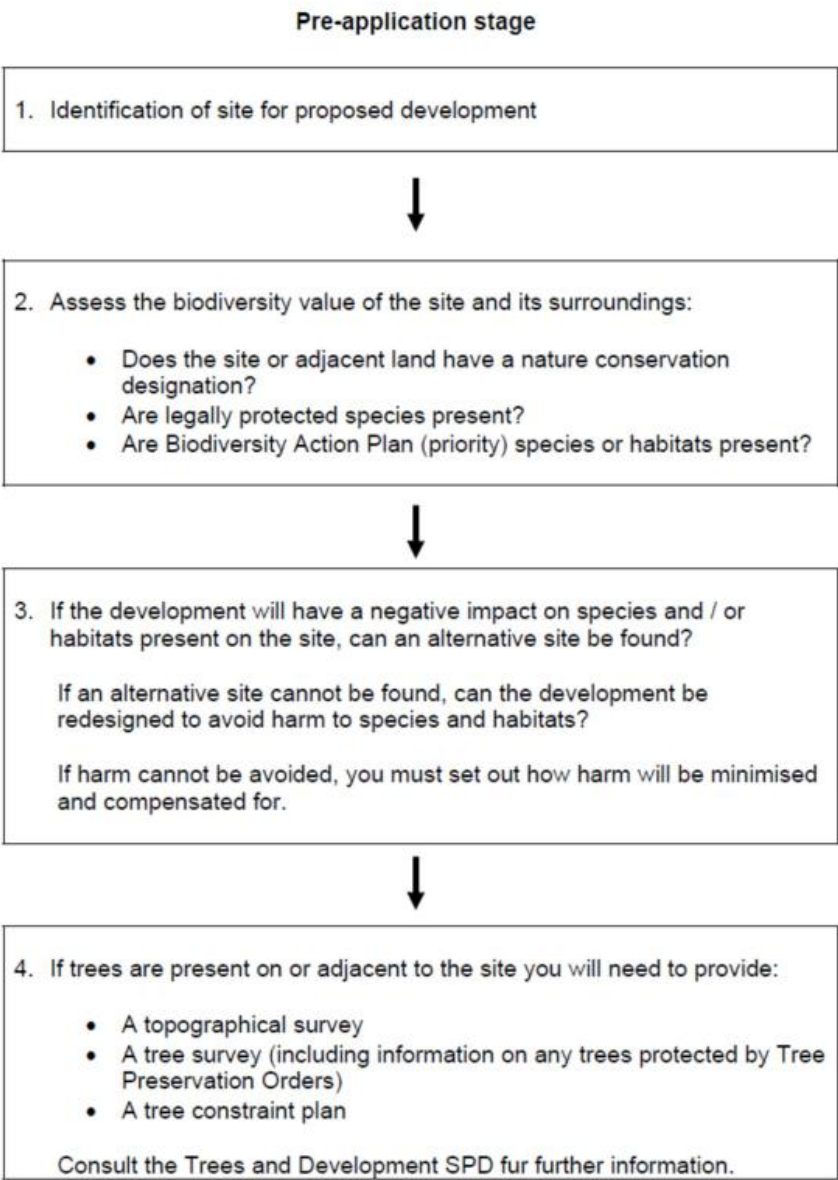 Pre-application stage
1. Identification of site for proposed development
2. Assess the biodiversity value of the site and its surroundings:
• Does the site or adjacent land have a nature conservation
designation?
• Are legally protected species present?
• Are Biodiversity Action Plan (priority) species or habitats present?
3. If the development will have a negative impact on species and / or
habitats present on the site, can an alternative site be found?
If an alternative site cannot be found, can the development be
redesigned to avoid harm to species and habitats?
If harm cannot be avoided, you must set out how harm will be minimised
and compensated for.
4. If trees are present on or adjacent to the site you will need to provide:
• A topographical survey
• A tree survey (including information on any trees protected by Tree
Preservation Orders)
• A tree constraint plan
Consult the Trees and Development SPD fur further information.